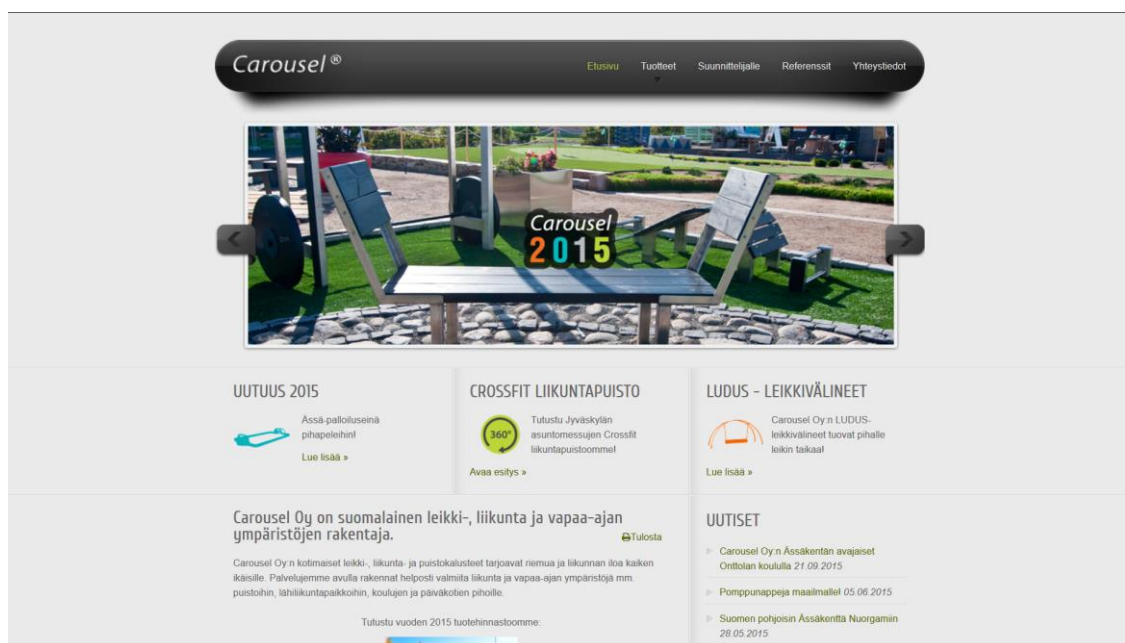 Carousel ®
Etusivu Tuotteet Suunnittelijalle Referenssit Yhteystiedot
Carousel
2015
UUTUUS 2015
Ässä-palloiluseinä
pihapeleihin!
Lue lisää »
CROSSFIT LIIKUNTAPUISTO
360°
Tutustu Jyväskylän
asuntomessujen Crossfit
liikuntapuistoomme!
Avaa esitys »
LUDUS - LEIKKIVÄLINEET
Carousel Oy:n LUDUS-
leikkivälineet tuovat pihalle
leikin taikaa!
Lue lisää »
Carousel Oy on suomalainen leikki-, liikunta ja vapaa-ajan
ympäristöjen rakentaja.
Tulosta
Carousel Oy:n kotimaiset leikki-, liikunta- ja puistokalusteet tarjoavat riemua ja liikunnan iloa kaiken
ikäisille. Palvelujemme avulla rakennat helposti valmiita liikunta ja vapaa-ajan ympäristöjä mm.
puistoihin, lähiliikuntapaikkoihin, koulujen ja päiväkotien pihoille.
Tutustu vuoden 2015 tuotehinnastoomme:
UUTISET
Carousel Oy:n Ässäkentän avajaiset
Onttolan koululla 21.09.2015
Pomppunappeja maailmalle! 05.06.2015
Suomen pohjoisin Ässäkenttä Nuorgamiin
28.05.2015